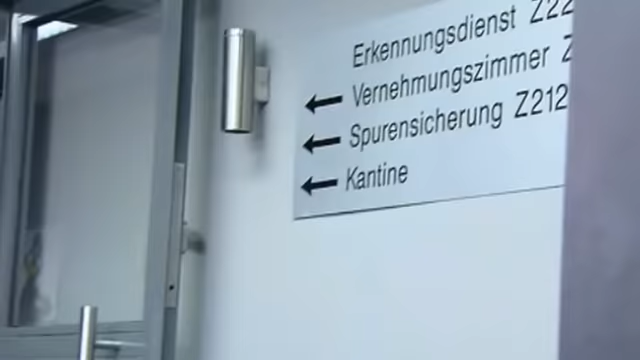 Erkennungsdienst Z22
← Vernehmungszimmer Z
← Spurensicherung Z212
← Kantine